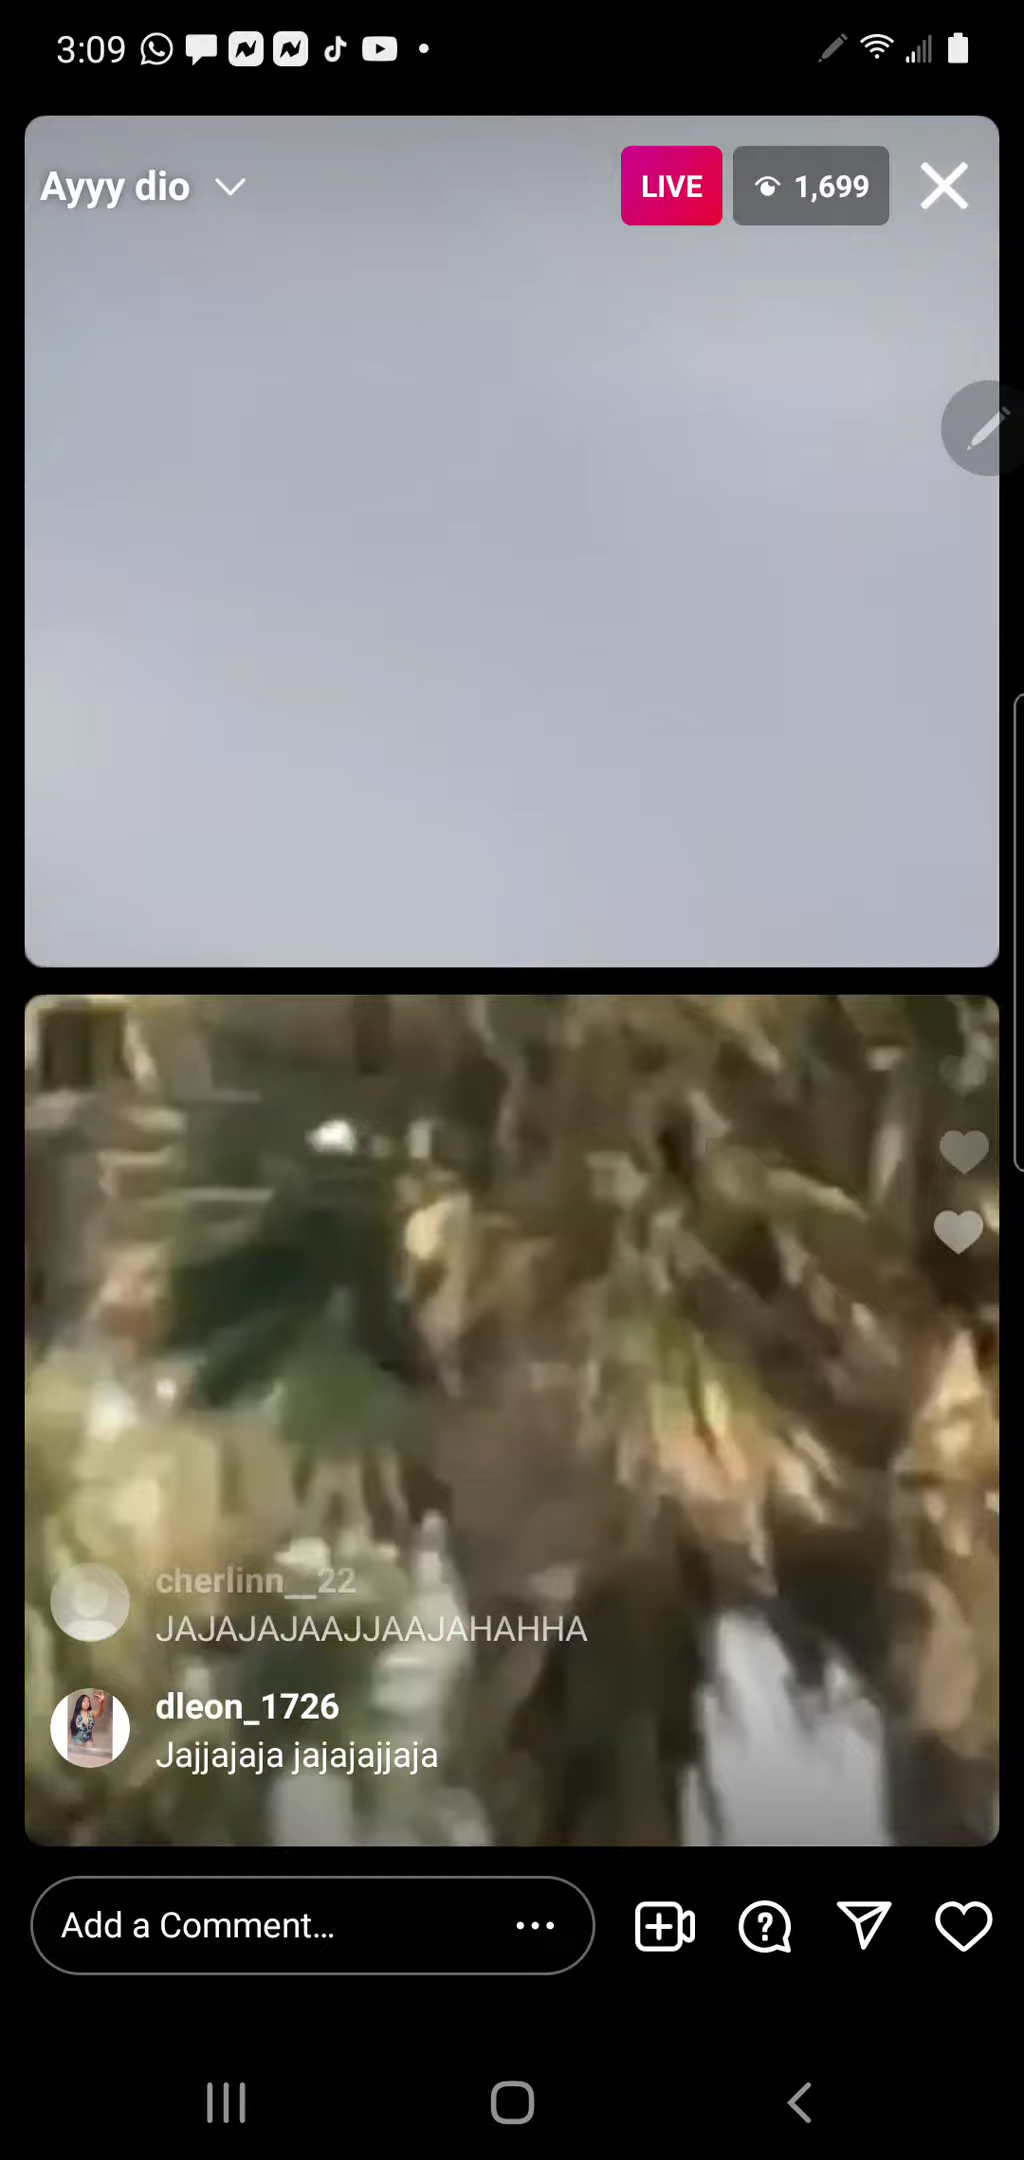 3:09
Ayyy dio
LIVE
1,699
cherlinn__22
JAJAJAJAAJJAAJAHAHHA
dleon_1726
Jajjajaja jajajajjaja
Add a Comment...